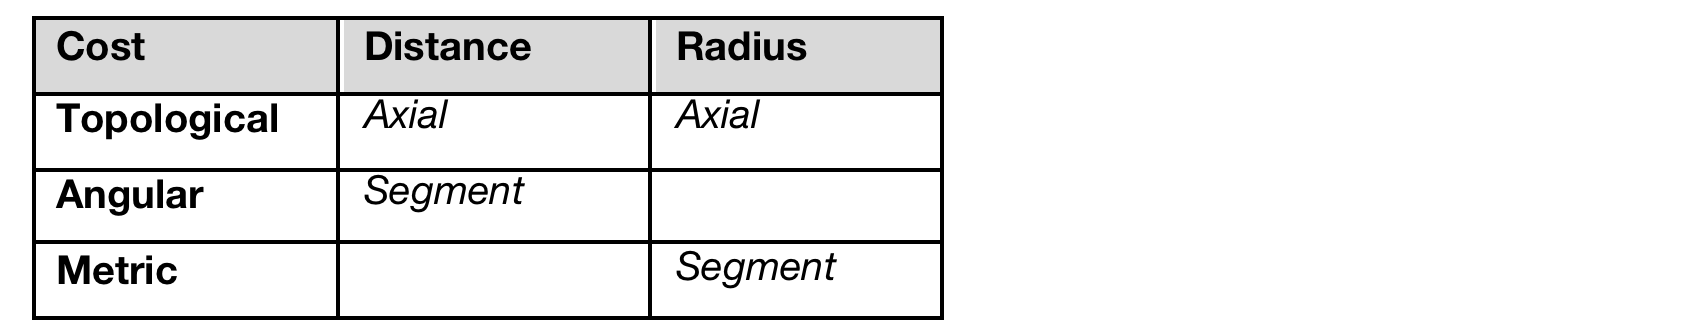 Cost Distance Radius
Topological Axial Axial
Angular Segment
Metric Segment